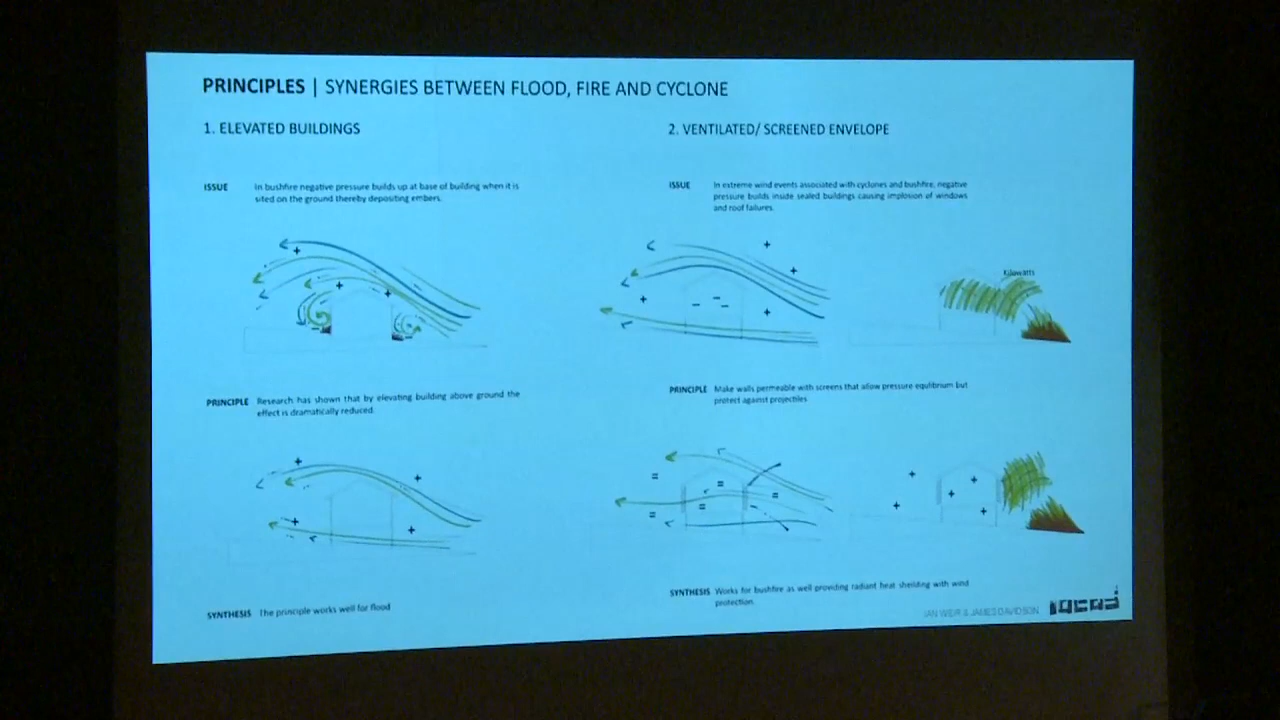 PRINCIPLES | SYNERGIES BETWEEN FLOOD, FIRE AND CYCLONE
1. ELEVATED BUILDINGS
ISSUE In bushfire negative pressure builds up at base of building when it is
sited on the ground thereby depositing embers.
PRINCIPLE Research has shown that by elevating building above ground the
effect is dramatically reduced.
SYNTHESIS The principle works well for flood
2. VENTILATED/ SCREENED ENVELOPE
ISSUE In extreme wind events associated with cyclones and bushfire, negative
pressure builds inside sealed buildings causing implosion of windows
and roof failures.
Kilowatts
PRINCIPLE Make walls permeable with screens that allow pressure equilibrium but
protect against projectiles
SYNTHESIS Works for bushfire as well providing radiant heat sheilding with wind
protection.
IAN WEIR & JAMES DAVIDSON